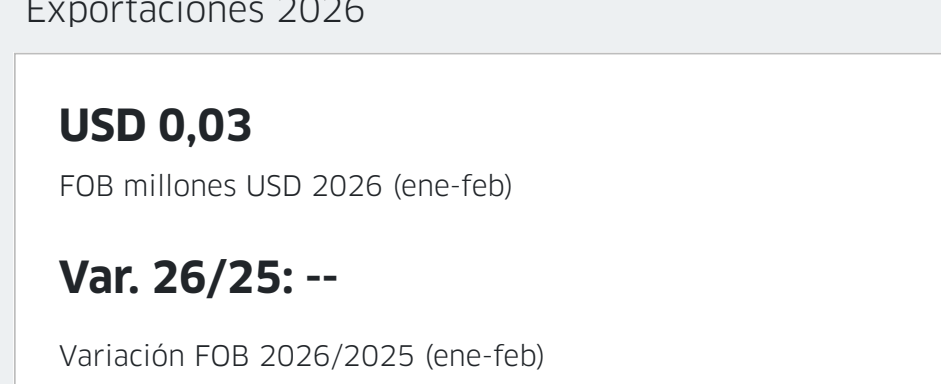 Exportaciones 2026
USD 0,03
FOB millones USD 2026 (ene-feb)
Var. 26/25: --
Variación FOB 2026/2025 (ene-feb)